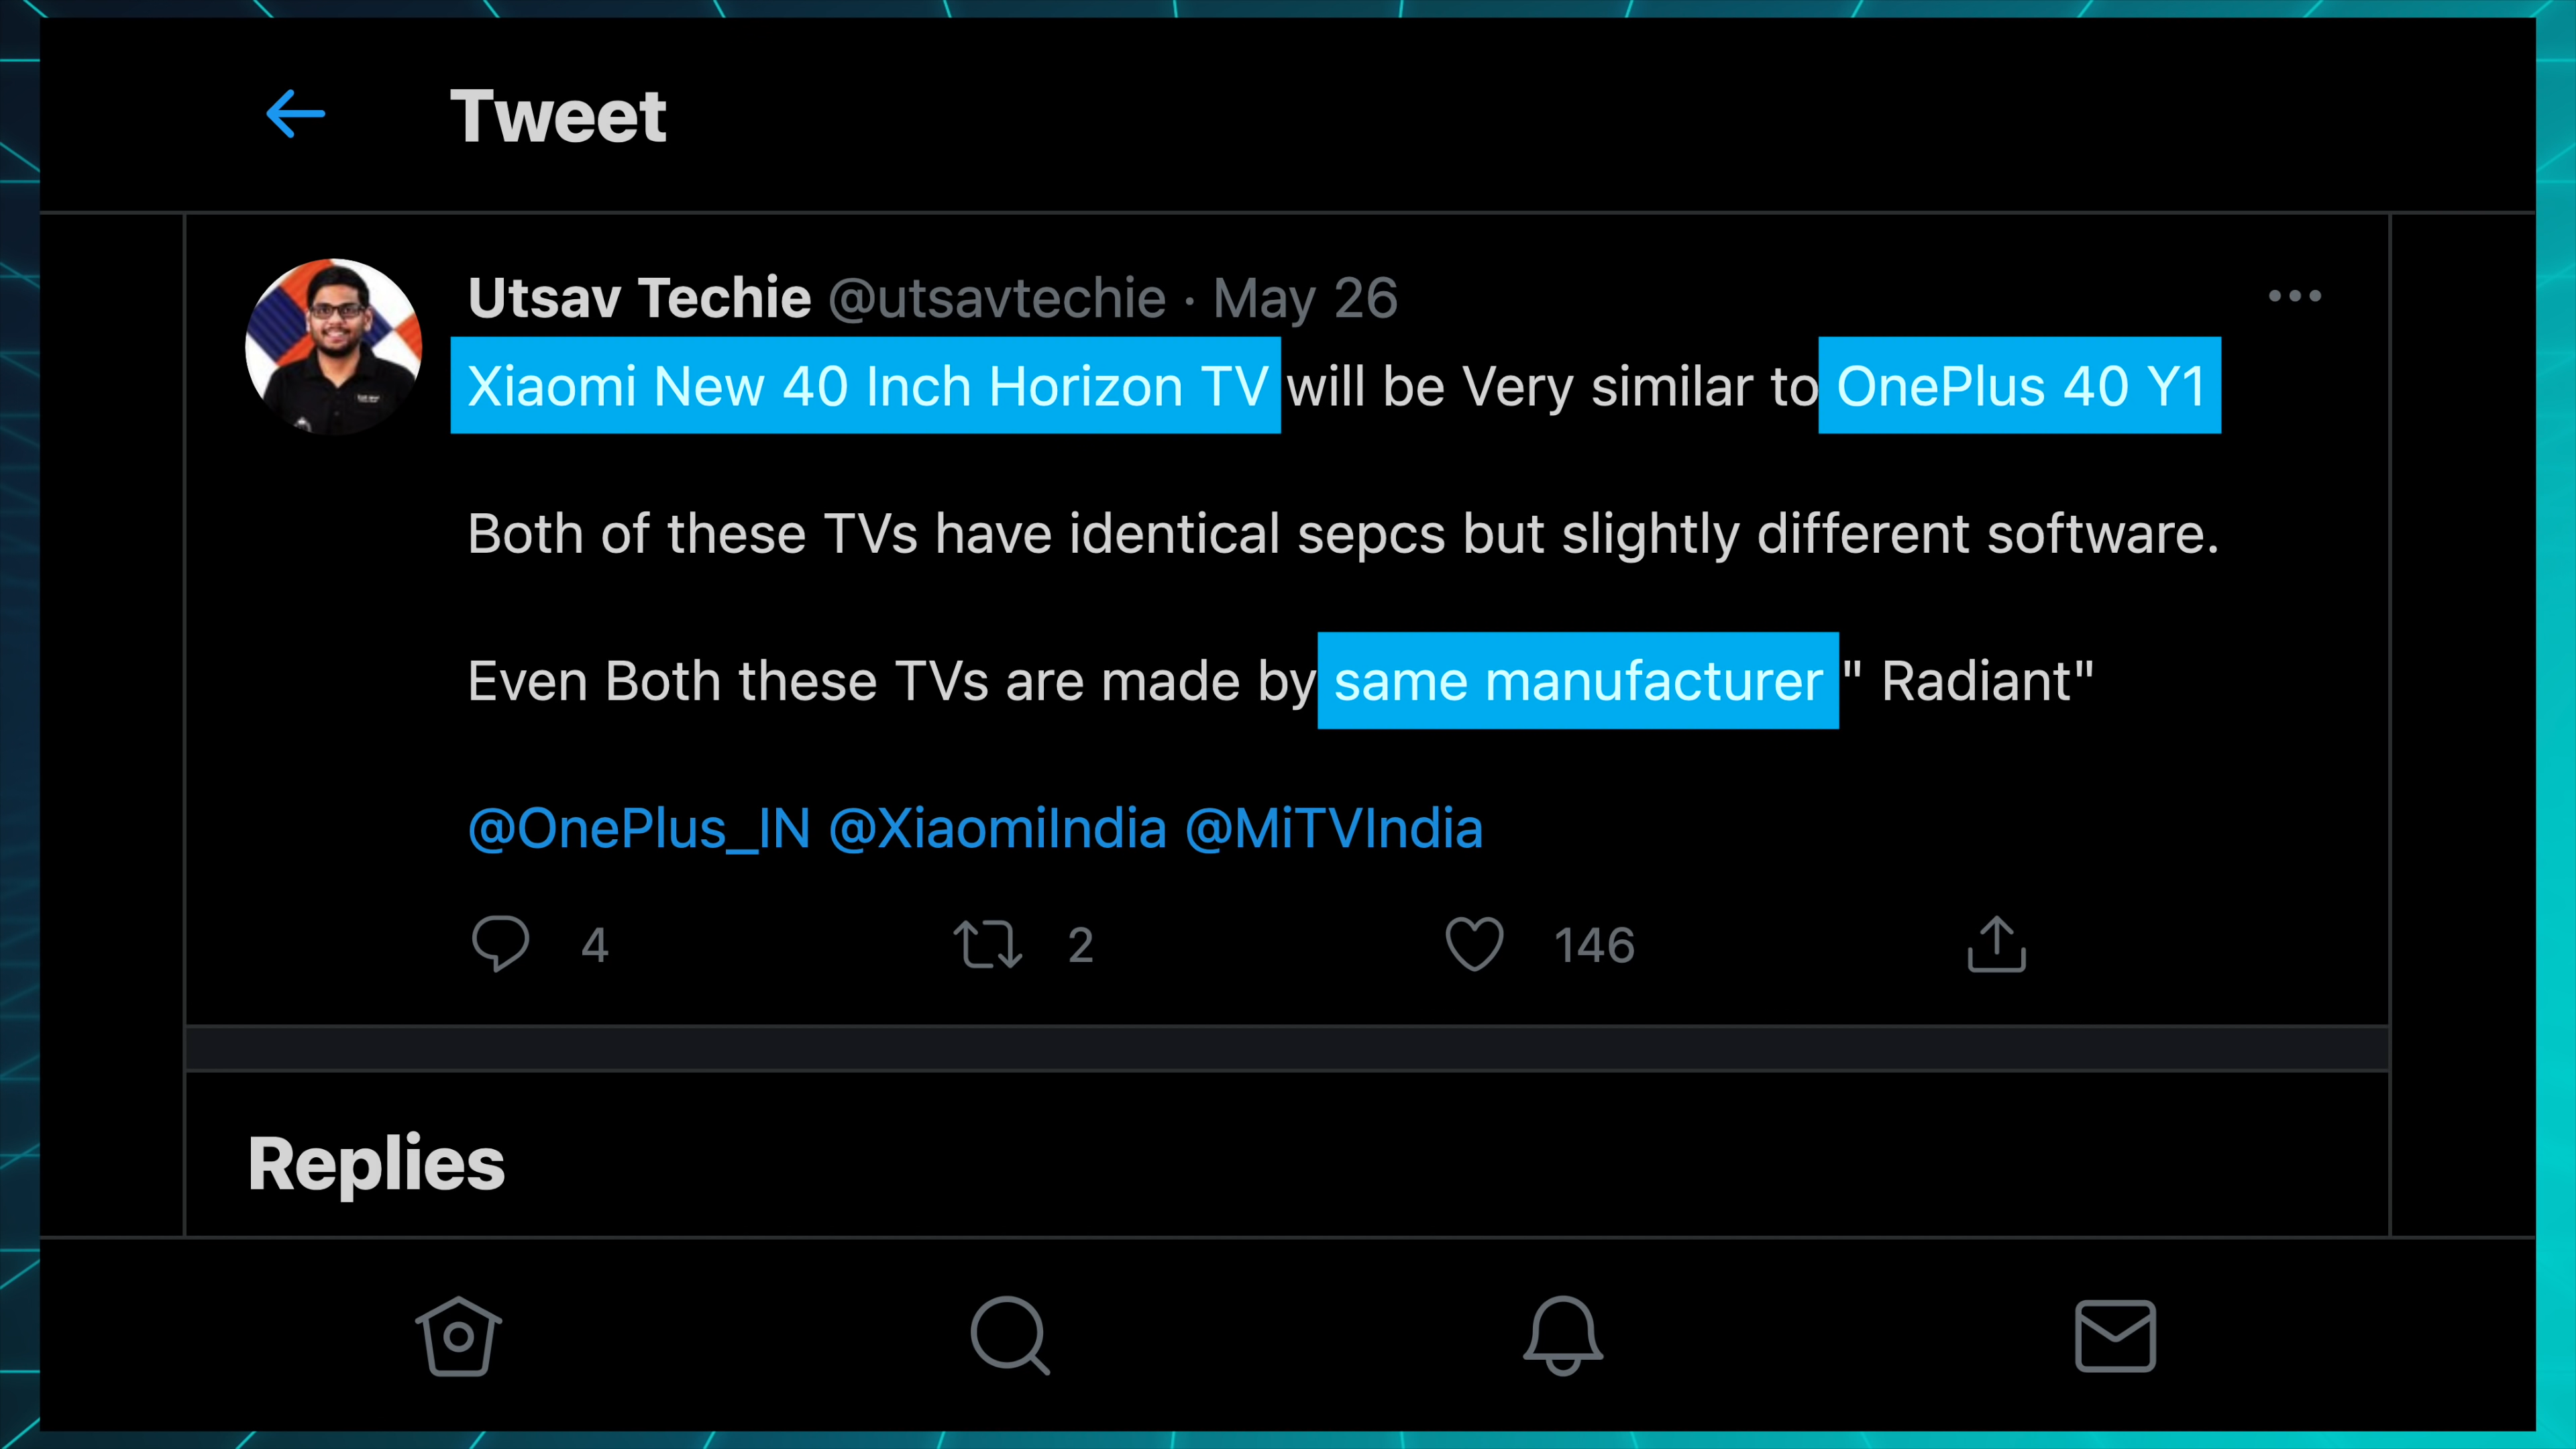 Tweet
Utsav Techie @utsavtechie · May 26
Xiaomi New 40 Inch Horizon TV will be Very similar to OnePlus 40 Y1
Both of these TVs have identical sepcs but slightly different software.
Even Both these TVs are made by same manufacturer " Radiant"
@OnePlus_IN @XiaomiIndia @MiTVIndia
4 2 146
Replies